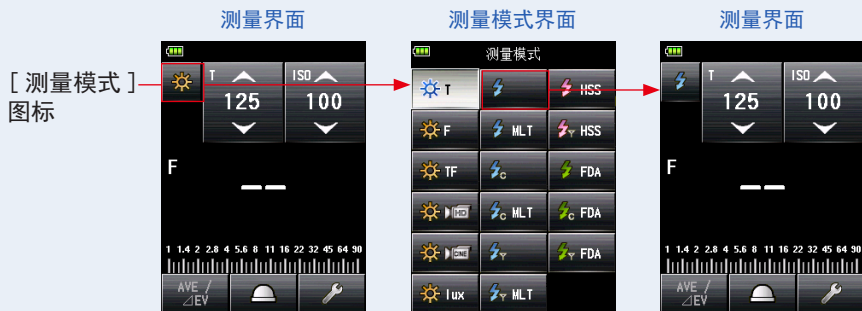 测量界面
测量模式界面
测量界面
[ 测量模式 ]
图标
T
125
ISO
100
F
1 1.4 2 2.8 4 5.6 8 11 16 22 32 45 64 90
AVE /
⊿EV
测量模式
T
HSS
F
MLT
HSS
TF
C
FDA
HD
C MLT
C FDA
CINE
FDA
lux
MLT
T
125
ISO
100
F
1 1.4 2 2.8 4 5.6 8 11 16 22 32 45 64 90
AVE /
⊿EV